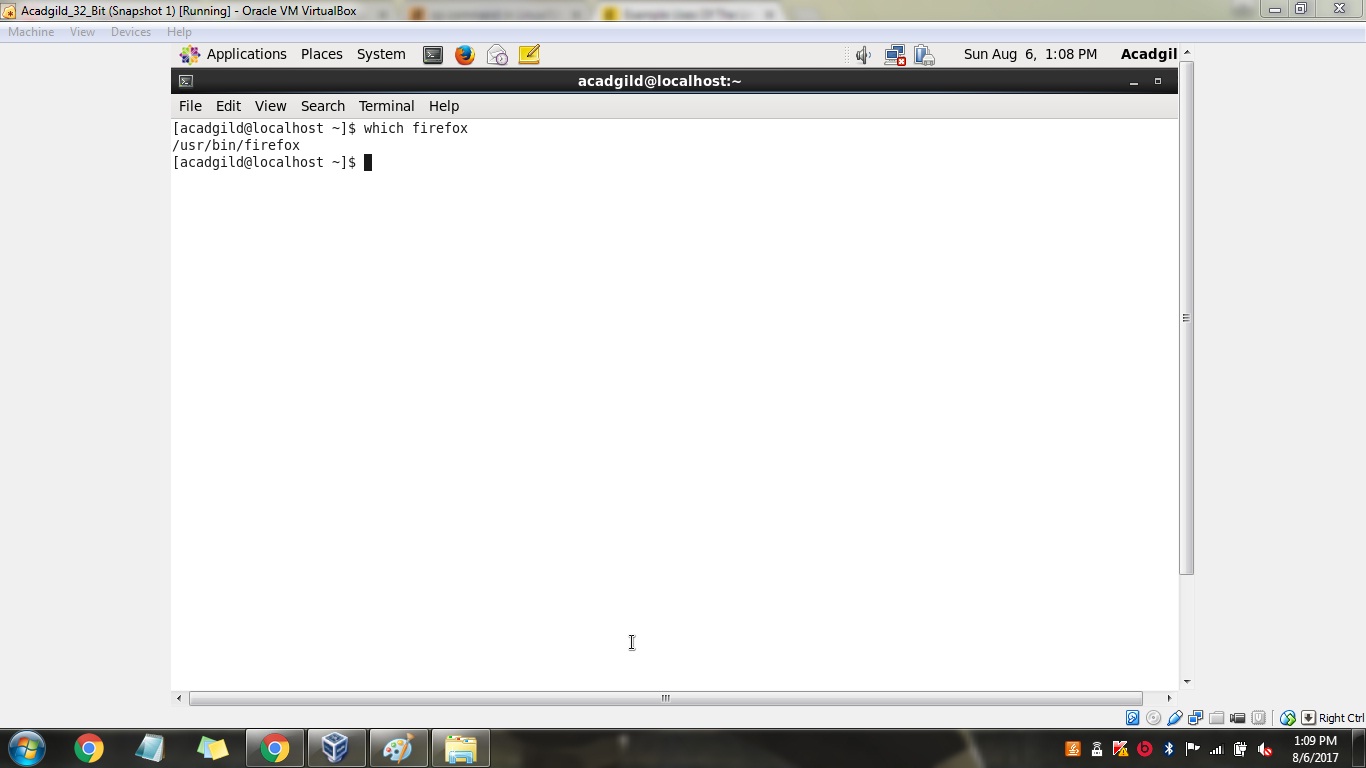 Acadgild_32_Bit (Snapshot 1) [Running] - Oracle VM VirtualBox
Machine View Devices Help
Applications Places System Sun Aug 6, 1:08 PM Acadgil
acadgild@localhost:~
File Edit View Search Terminal Help
[acadgild@localhost ~]$ which firefox
/usr/bin/firefox
[acadgild@localhost ~]$
Right Ctrl
1:09 PM
8/6/2017